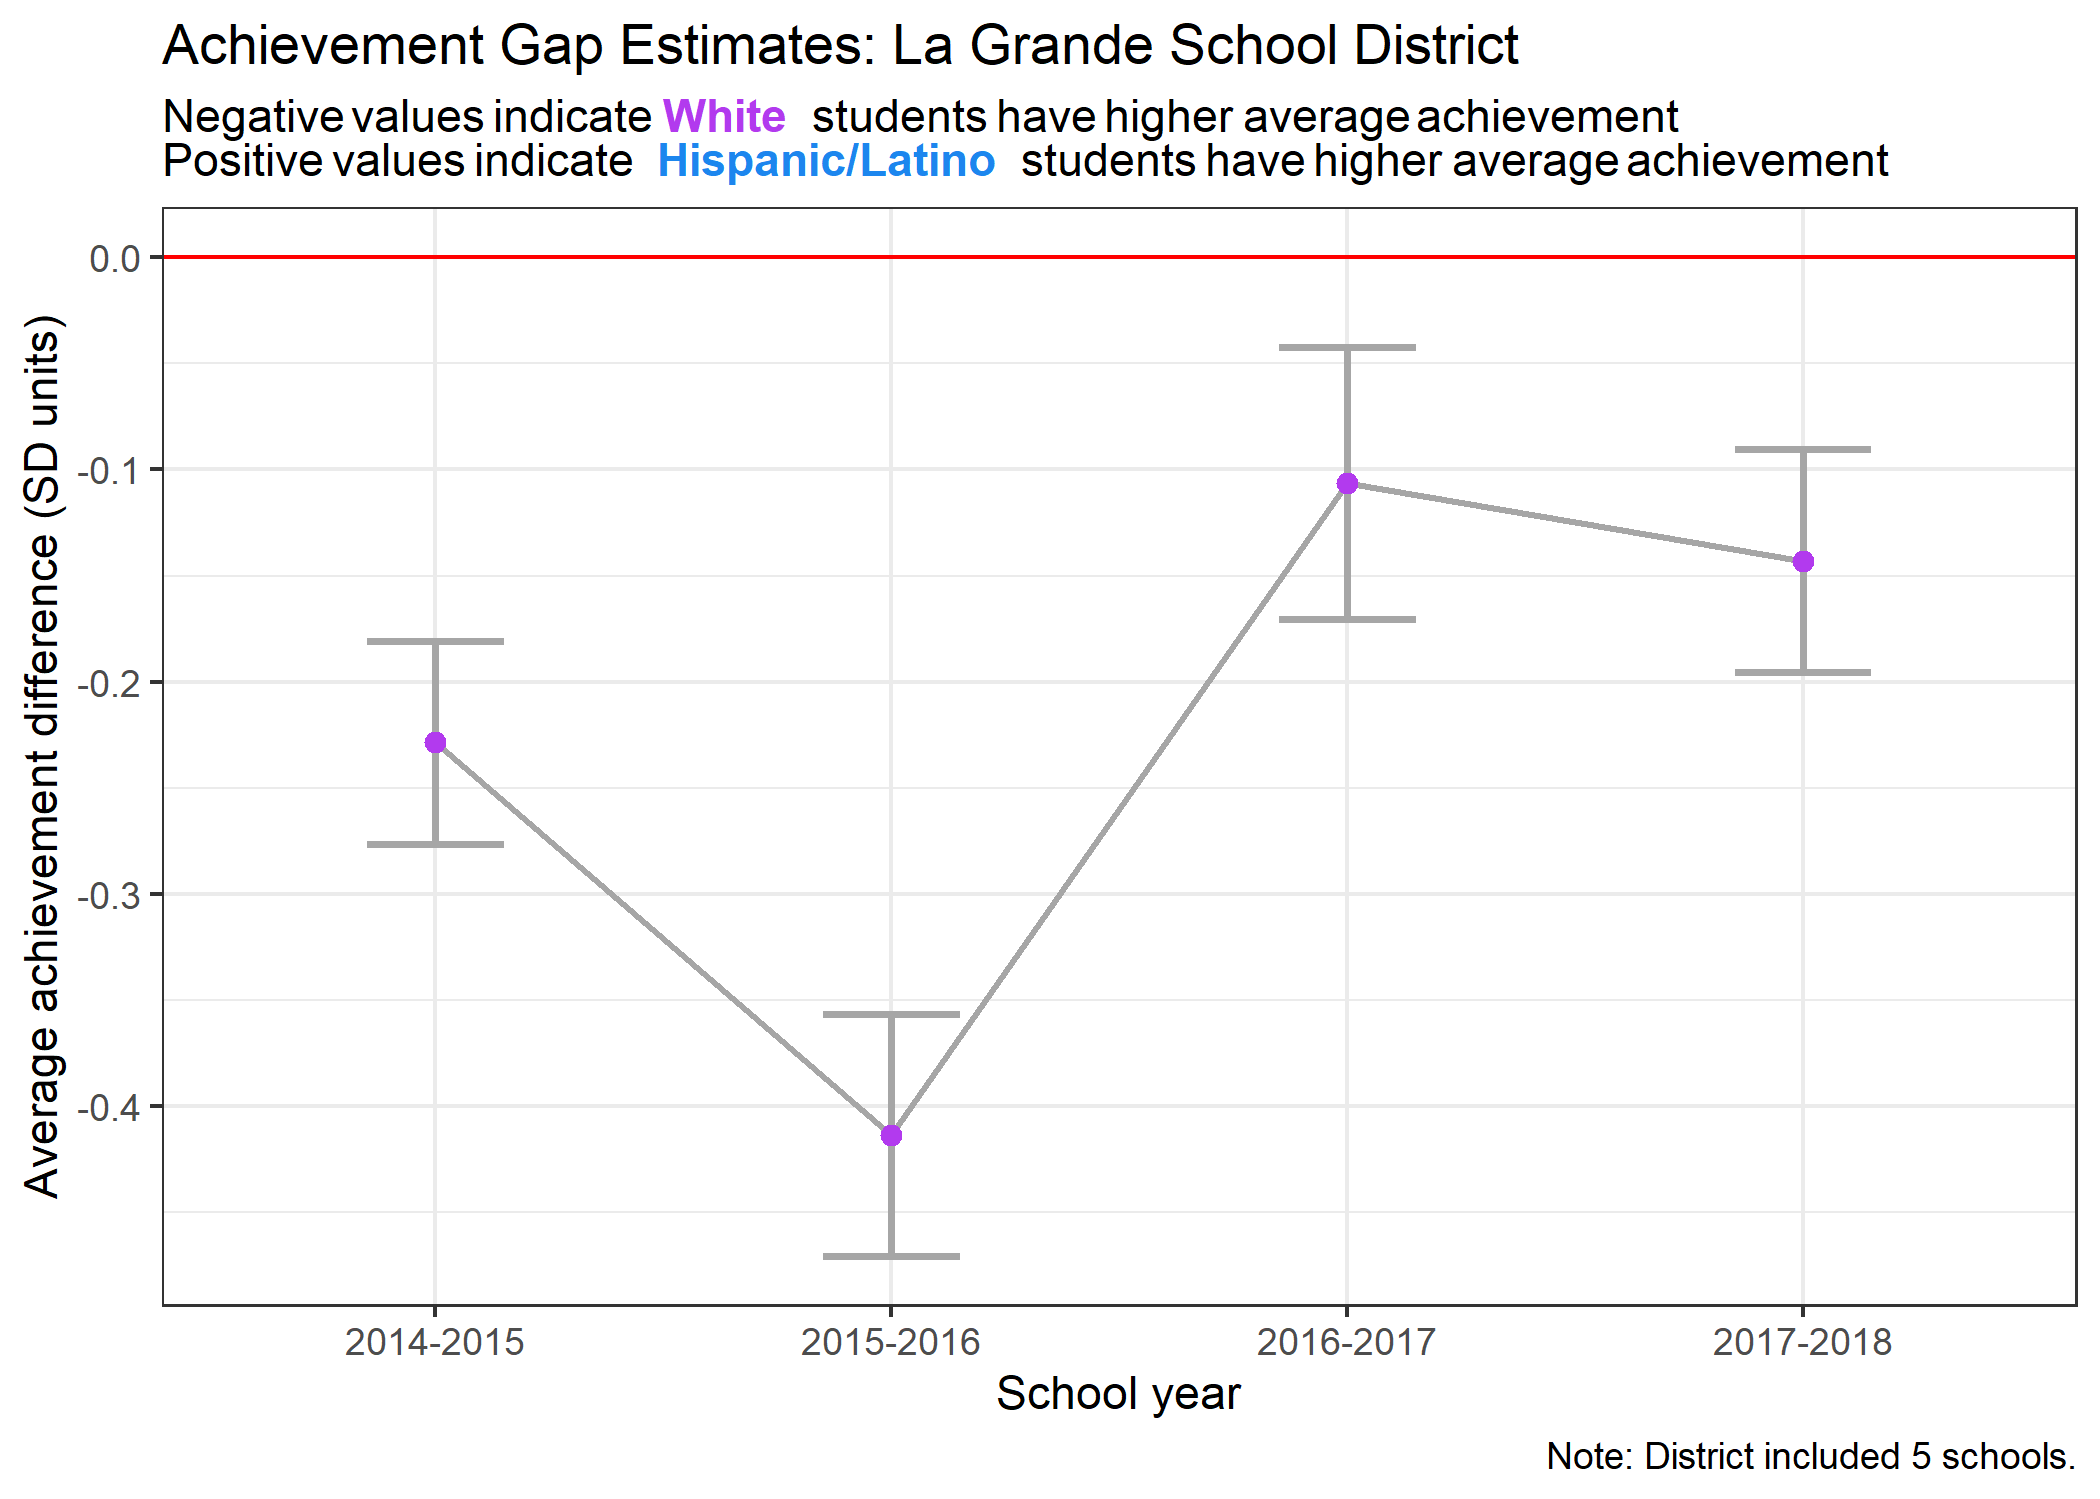 Achievement Gap Estimates: La Grande School District
Negative values indicate White students have higher average achievement
Positive values indicate Hispanic/Latino students have higher average achievement
Average achievement difference (SD units)
0.0
-0.1
-0.2
-0.3
-0.4
2014-2015 2015-2016 2016-2017 2017-2018
School year
Note: District included 5 schools.